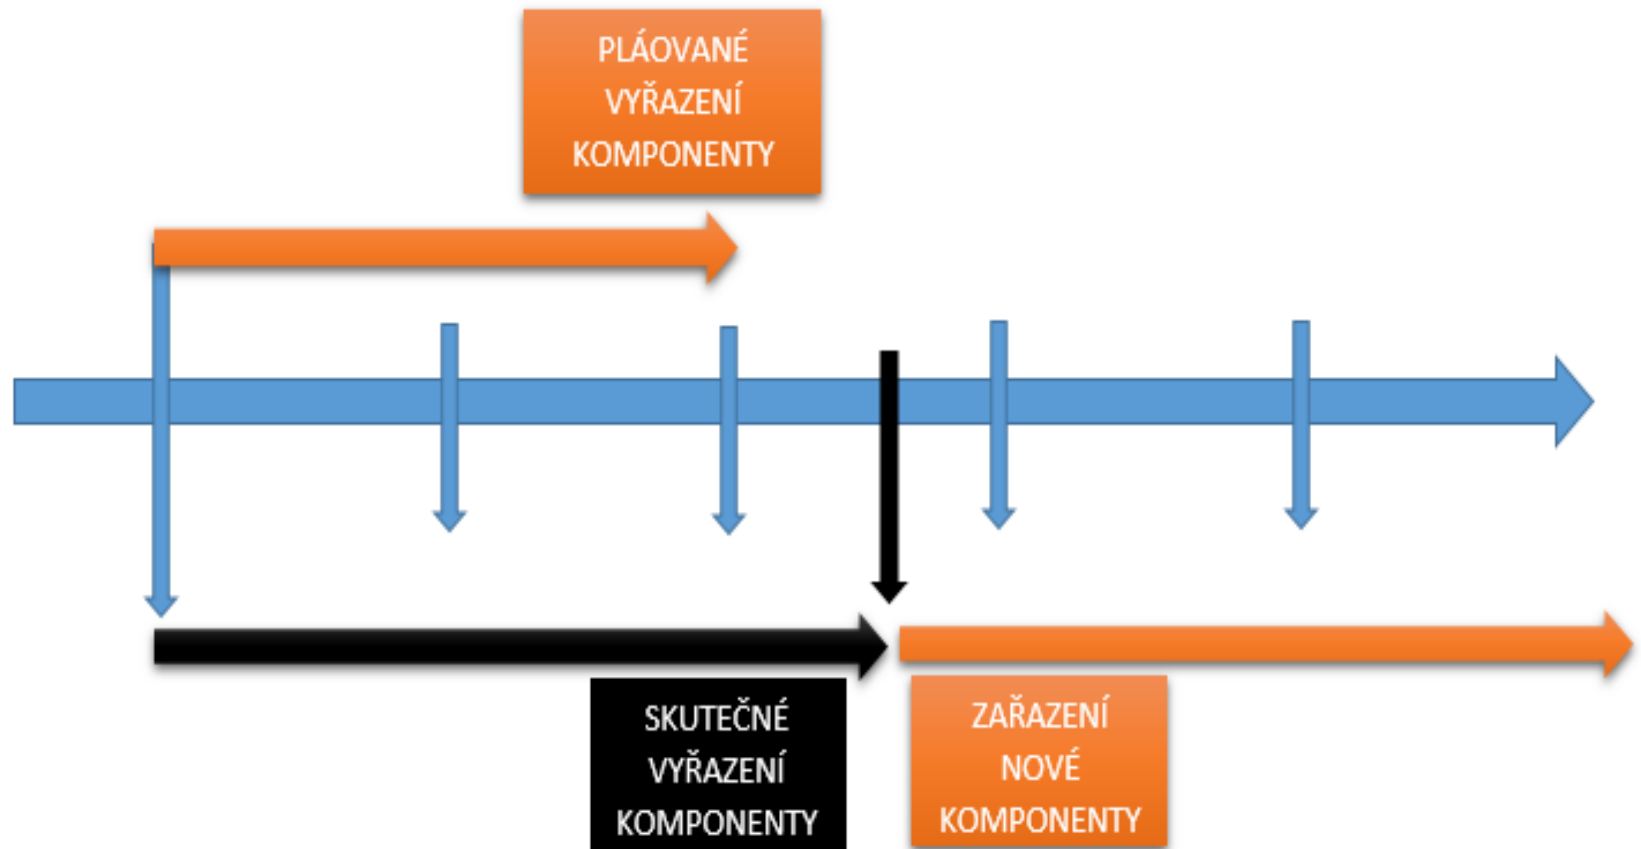 PLÁOVANÉ
VYŘAZENÍ
KOMPONENTY
SKUTEČNÉ
VYŘAZENÍ
KOMPONENTY
ZAŘAZENÍ
NOVÉ
KOMPONENTY